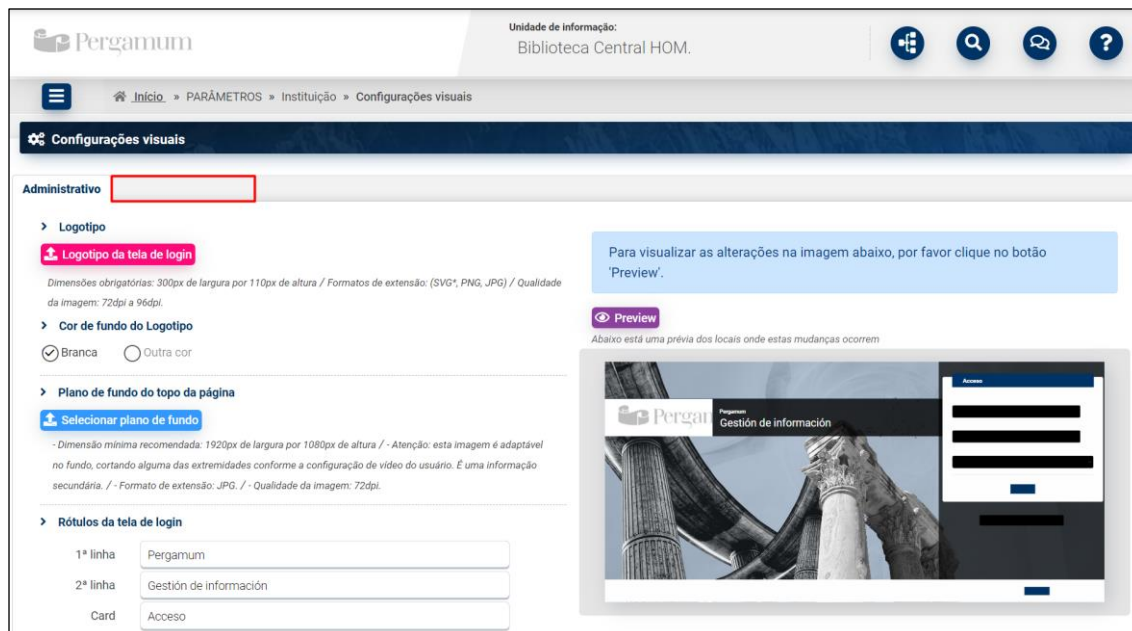 Pergamum
Unidade de informação:
Biblioteca Central HOM.
Início » PARÂMETROS » Instituição » Configurações visuais
Configurações visuais
Administrativo
> Logotipo
Logotipo da tela de login
Dimensões obrigatórias: 300px de largura por 110px de altura / Formatos de extensão: (SVG*, PNG, JPG) / Qualidade
da imagem: 72dpi a 96dpi.
> Cor de fundo do Logotipo
Branca Outra cor
> Plano de fundo do topo da página
Selecionar plano de fundo
- Dimensão mínima recomendada: 1920px de largura por 1080px de altura / - Atenção: esta imagem é adaptável
no fundo, cortando alguma das extremidades conforme a configuração de vídeo do usuário. É uma informação
secundária. / - Formato de extensão: JPG. / - Qualidade da imagem: 72dpi.
> Rótulos da tela de login
1ª linha Pergamum
2ª linha Gestión de información
Card Acceso
Para visualizar as alterações na imagem abaixo, por favor clique no botão
'Preview'.
Preview
Abaixo está uma prévia dos locais onde estas mudanças ocorrem
Acceso
Pergan
Pergamum
Gestión de información